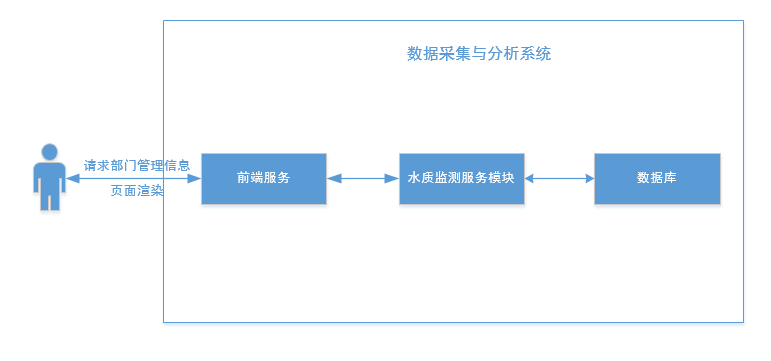 数据采集与分析系统
请求部门管理信息
页面渲染
前端服务
水质监测服务模块
数据库